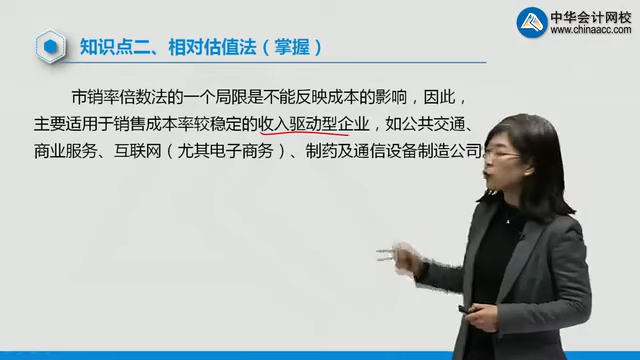 中华会计网校
www.chinaacc.com
知识点二、相对估值法（掌握）
市销率倍数法的一个局限是不能反映成本的影响，因此，
主要适用于销售成本率较稳定的收入驱动型企业，如公共交通、
商业服务、互联网（尤其电子商务）、制药及通信设备制造公司。